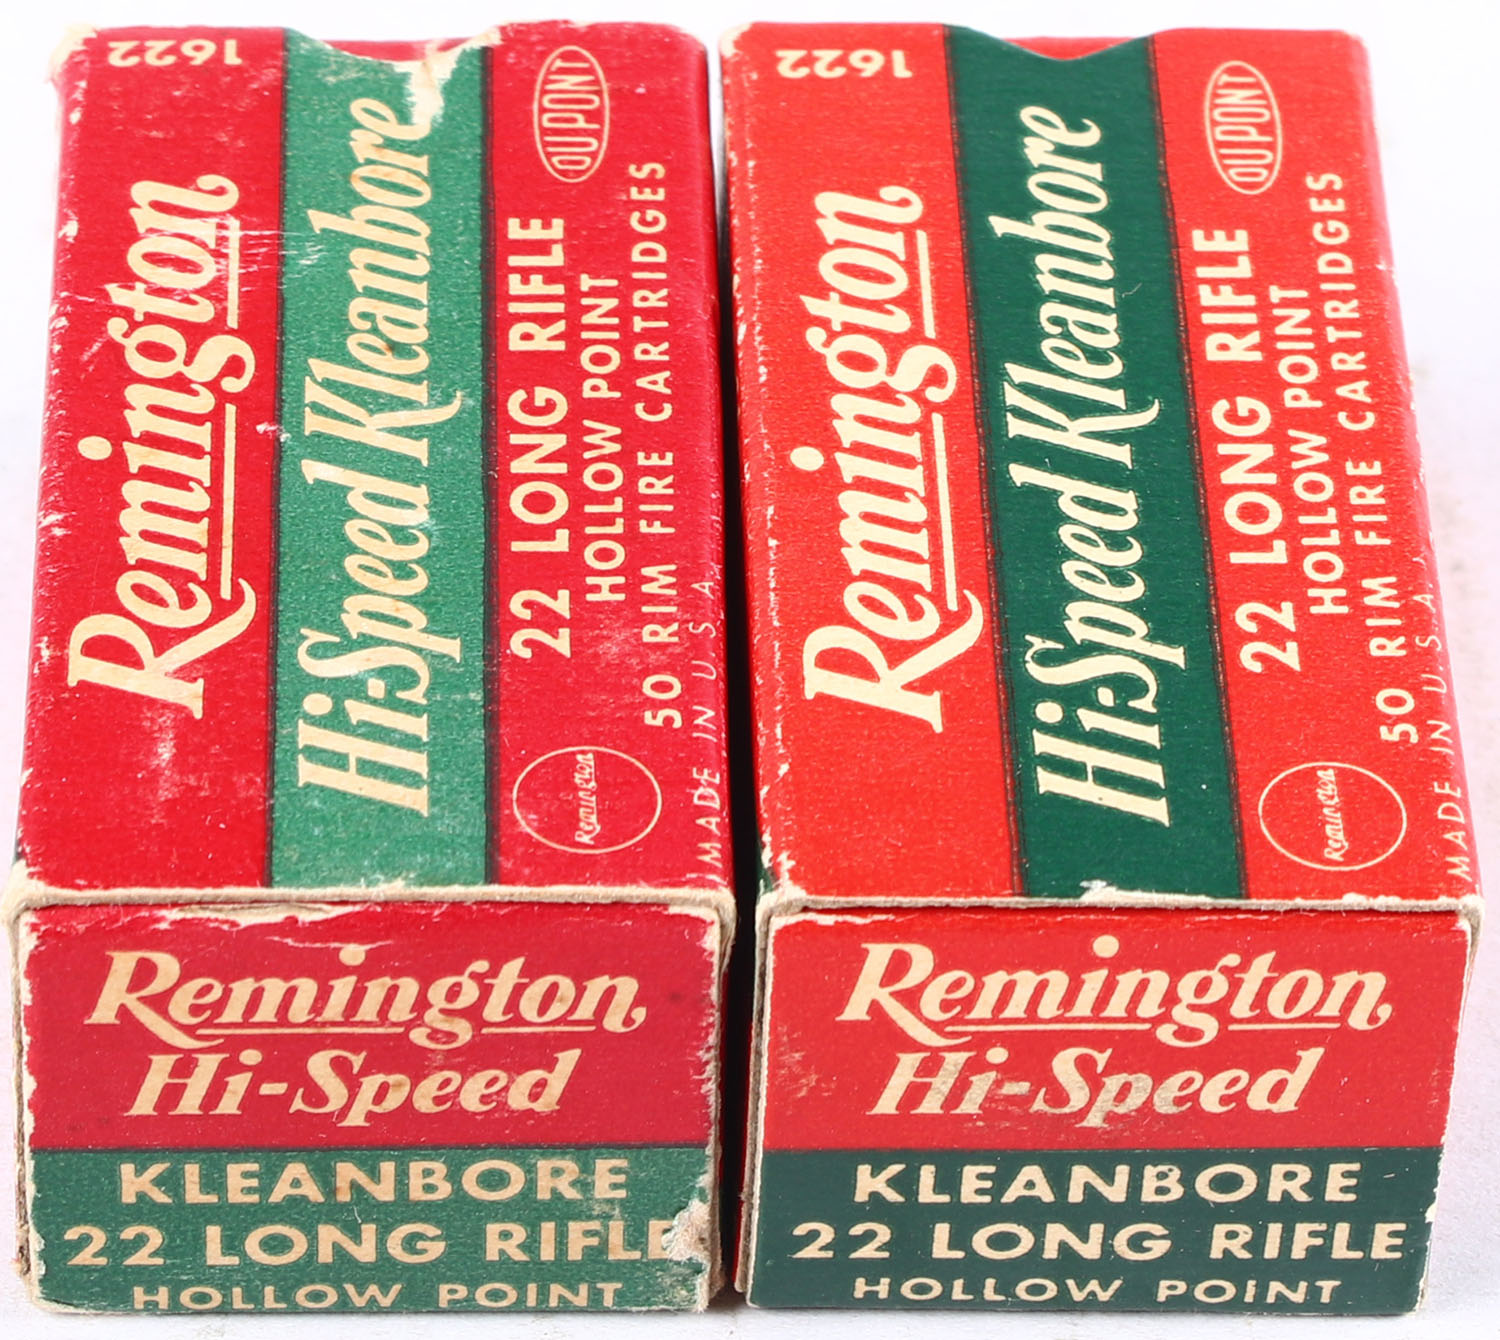 1622
Remington
Hi-Speed Kleanbore
DUPONT
22 LONG RIFLE
HOLLOW POINT
50 RIM FIRE CARTRIDGES
Remington
MADE IN U.S.A.
Remington
Hi-Speed
KLEANBORE
22 LONG RIFLE
HOLLOW POINT
1622
Remington
Hi-Speed Kleanbore
DUPONT
22 LONG RIFLE
HOLLOW POINT
50 RIM FIRE CARTRIDGES
Remington
MADE IN U.S.A.
Remington
Hi-Speed
KLEANBORE
22 LONG RIFLE
HOLLOW POINT